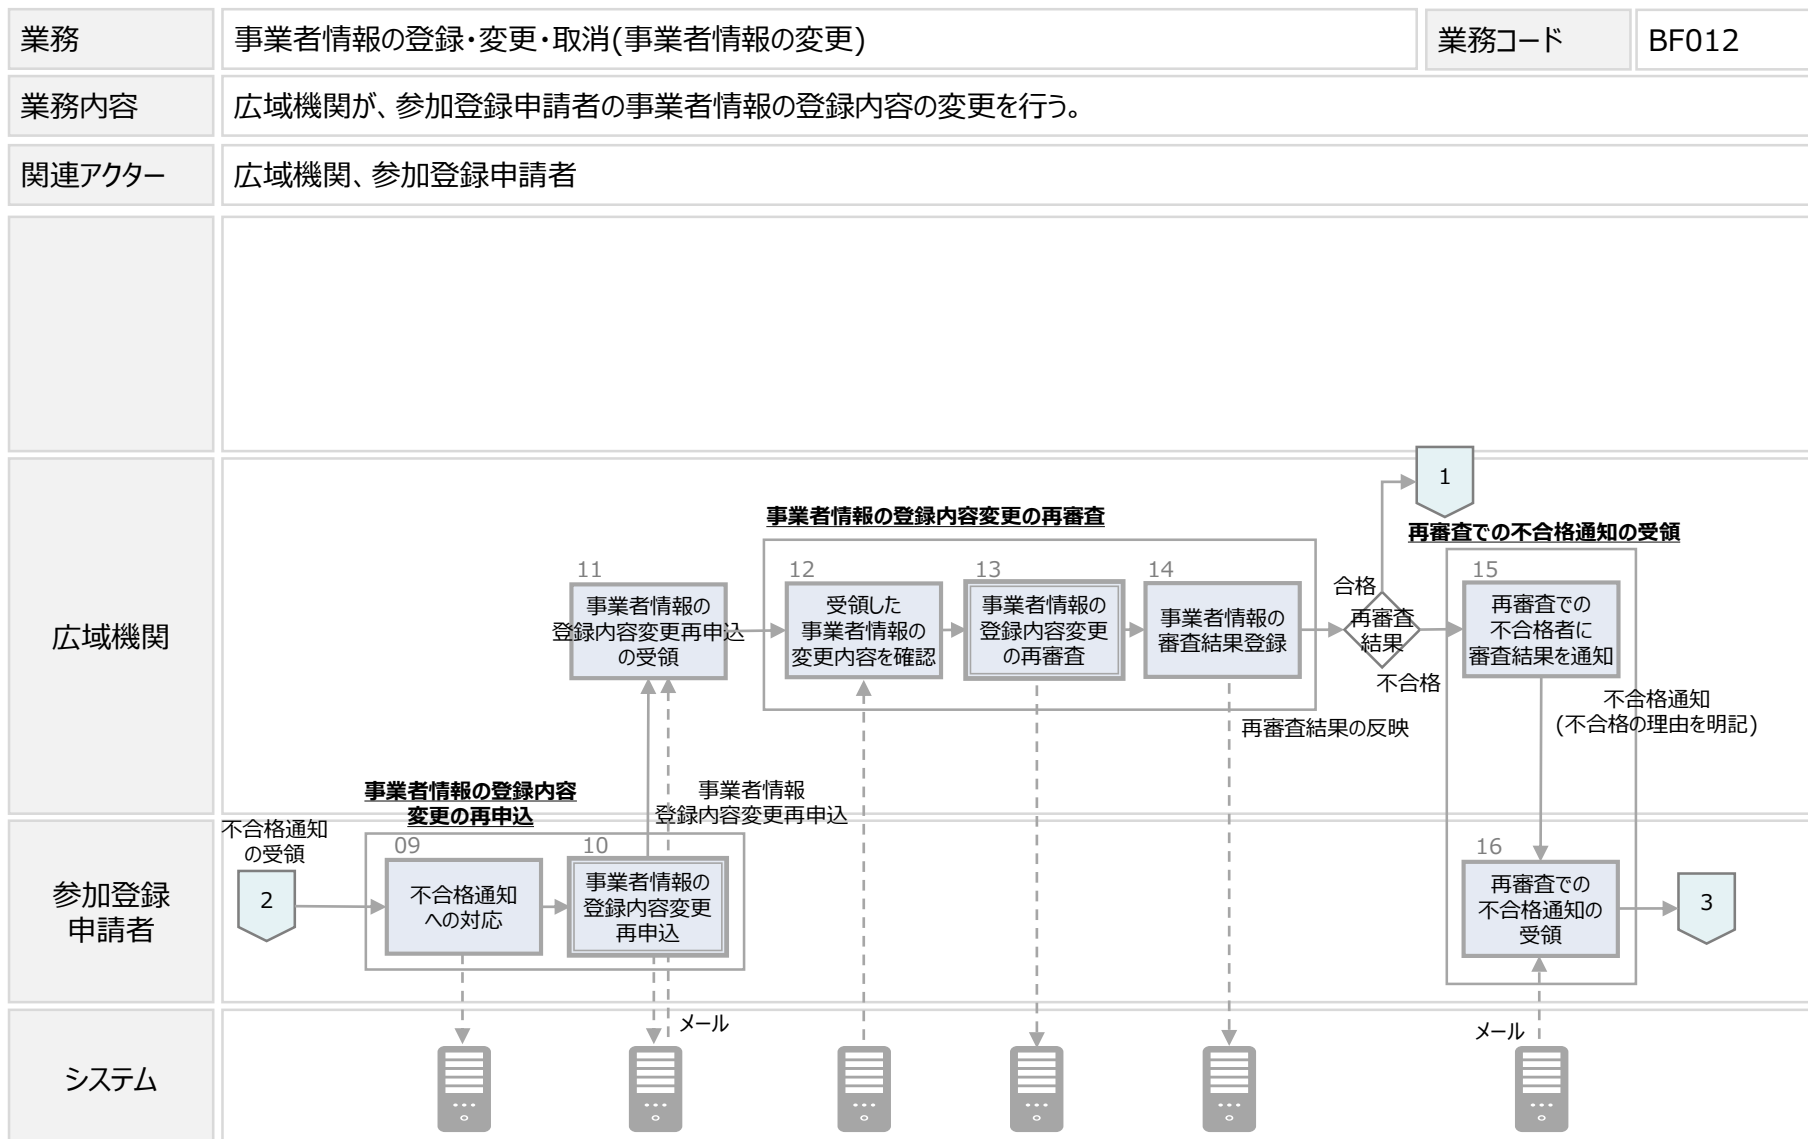 業務
事業者情報の登録・変更・取消(事業者情報の変更)
業務コード
BF012
業務内容
広域機関が、参加登録申請者の事業者情報の登録内容の変更を行う。
関連アクター
広域機関、参加登録申請者
広域機関
1
事業者情報の登録内容変更の再審査
再審査での不合格通知の受領
11
事業者情報の
登録内容変更再申込
の受領
12
受領した
事業者情報の
変更内容を確認
13
事業者情報の
登録内容変更
の再審査
14
事業者情報の
審査結果登録
合格
再審査
結果
不合格
15
再審査での
不合格者に
審査結果を通知
再審査結果の反映
不合格通知
(不合格の理由を明記)
事業者情報
登録内容変更再申込
事業者情報の登録内容
変更の再申込
参加登録
申請者
不合格通知
の受領
2
09
不合格通知
への対応
10
事業者情報の
登録内容変更
再申込
16
再審査での
不合格通知の
受領
3
システム
メール
メール